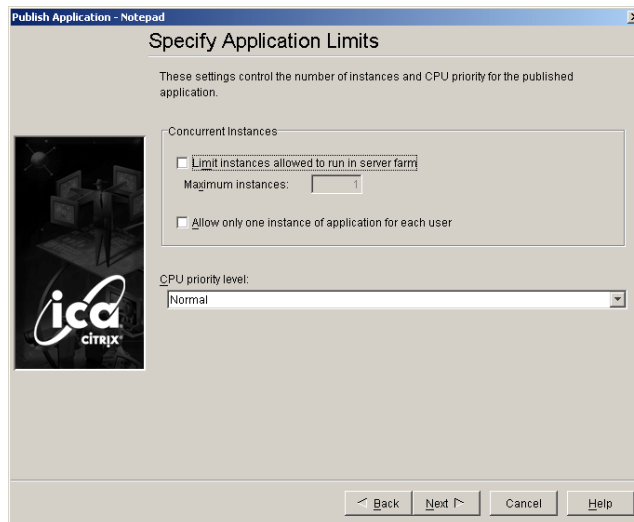 Publish Application - Notepad
Specify Application Limits
These settings control the number of instances and CPU priority for the published
application.
Concurrent Instances
Limit instances allowed to run in server farm
Maximum instances: 1
Allow only one instance of application for each user
CPU priority level:
Normal
ica
CITRIX
Back Next Cancel Help